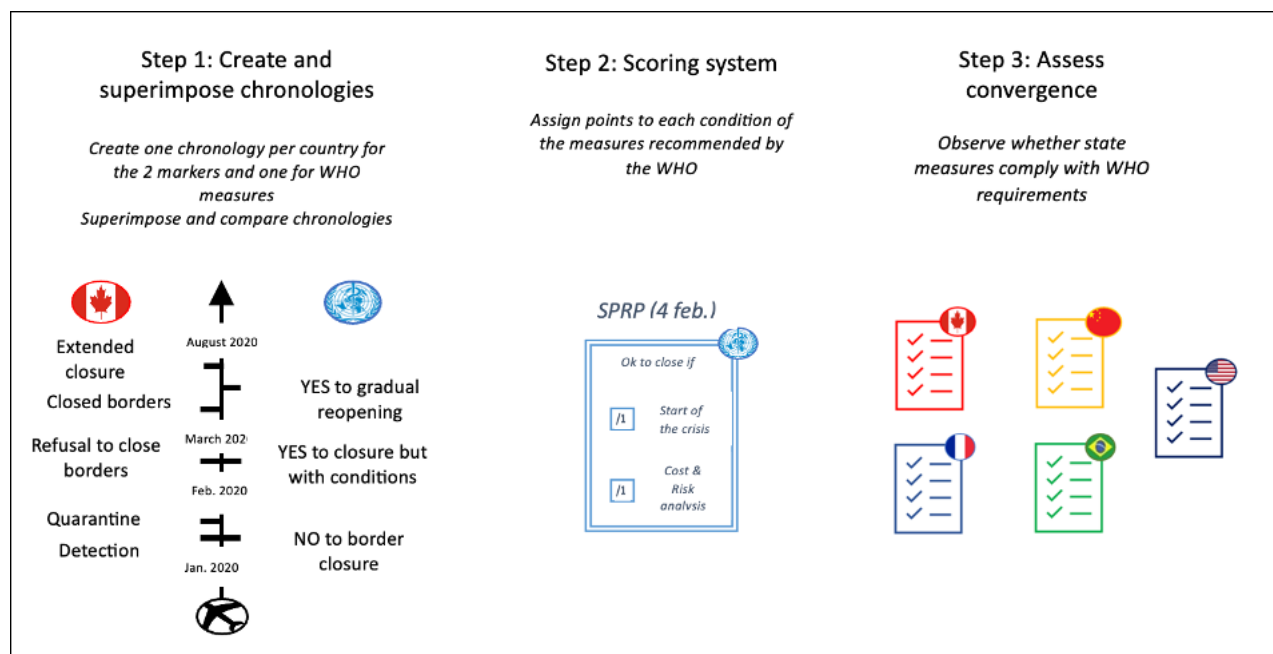 Step 1: Create and
superimpose chronologies
Create one chronology per country for
the 2 markers and one for WHO
measures
Superimpose and compare chronologies
Extended
closure
Closed borders
Refusal to close
borders
Quarantine
Detection
August 2020
March 202
Feb. 2020
Jan. 2020
YES to gradual
reopening
YES to closure but
with conditions
NO to border
closure
Step 2: Scoring system
Assign points to each condition of
the measures recommended by
the WHO
SPRP (4 feb.)
Ok to close if
/1
Start of
the crisis
/1
Cost &
Risk
analysis
Step 3: Assess
convergence
Observe whether state
measures comply with WHO
requirements